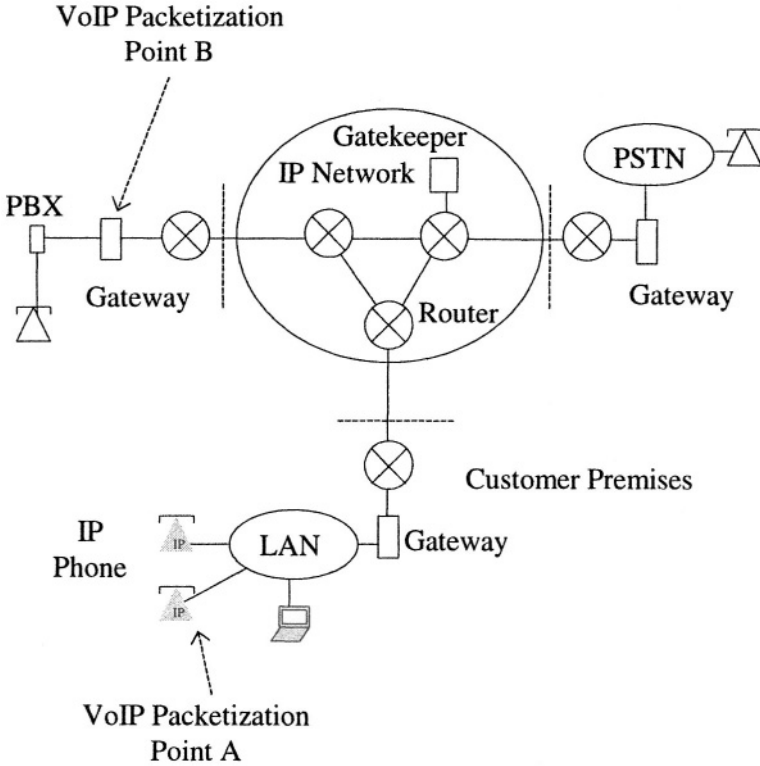 VoIP Packetization
Point B
Gatekeeper
IP Network
PSTN
PBX
Gateway
Gateway
Router
Customer Premises
IP
Phone
IP
LAN
Gateway
IP
VoIP Packetization
Point A